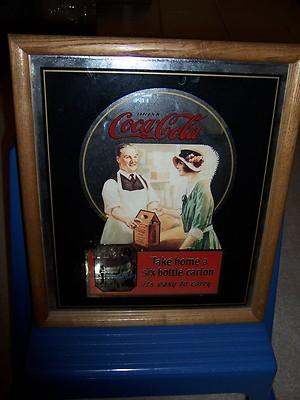 DRINK
Coca-Cola
Take home a
six bottle carton
it's easy to carry